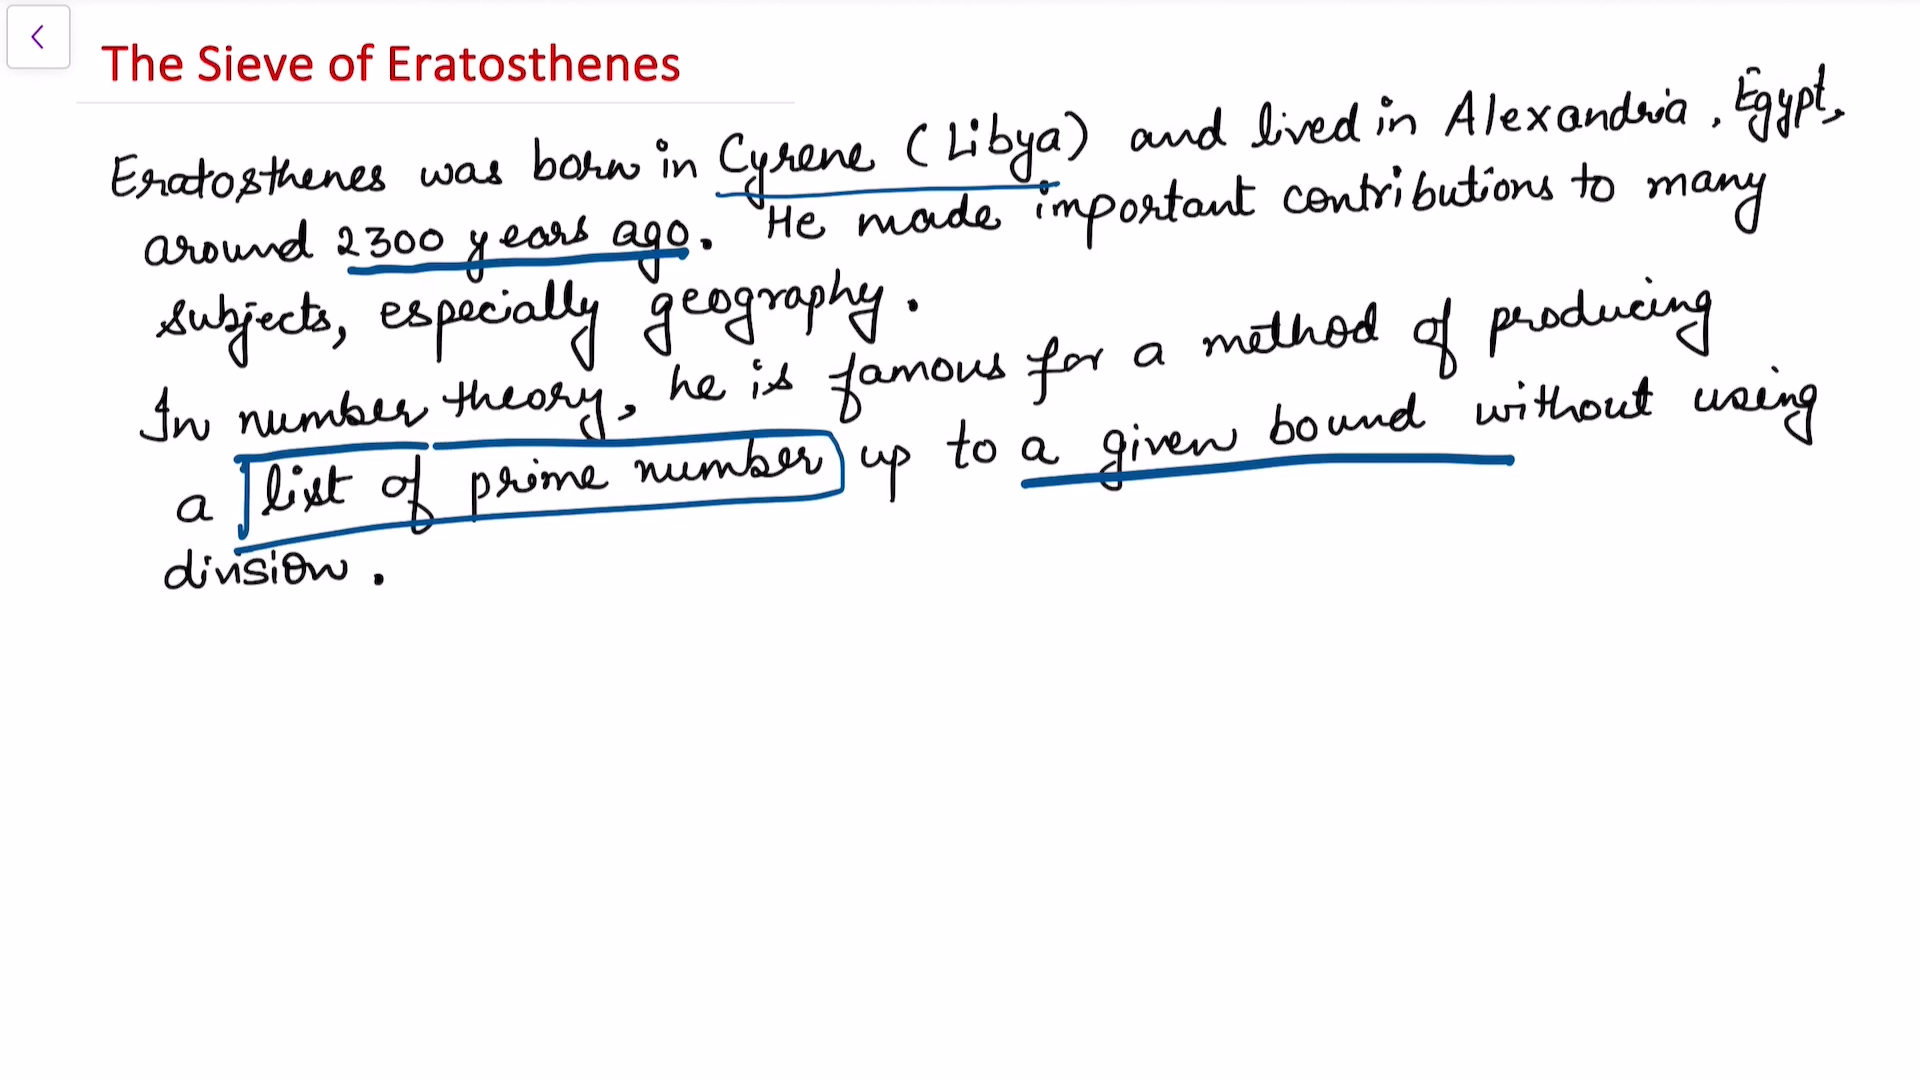 The Sieve of Eratosthenes
Eratosthenes was born in Cyrene (Libya) and lived in Alexandria, Egypt,
around 2300 years ago. He made important contributions to many
subjects, especially geography.
In number theory, he is famous for a method of producing
a list of prime number up to a given bound without using
division.